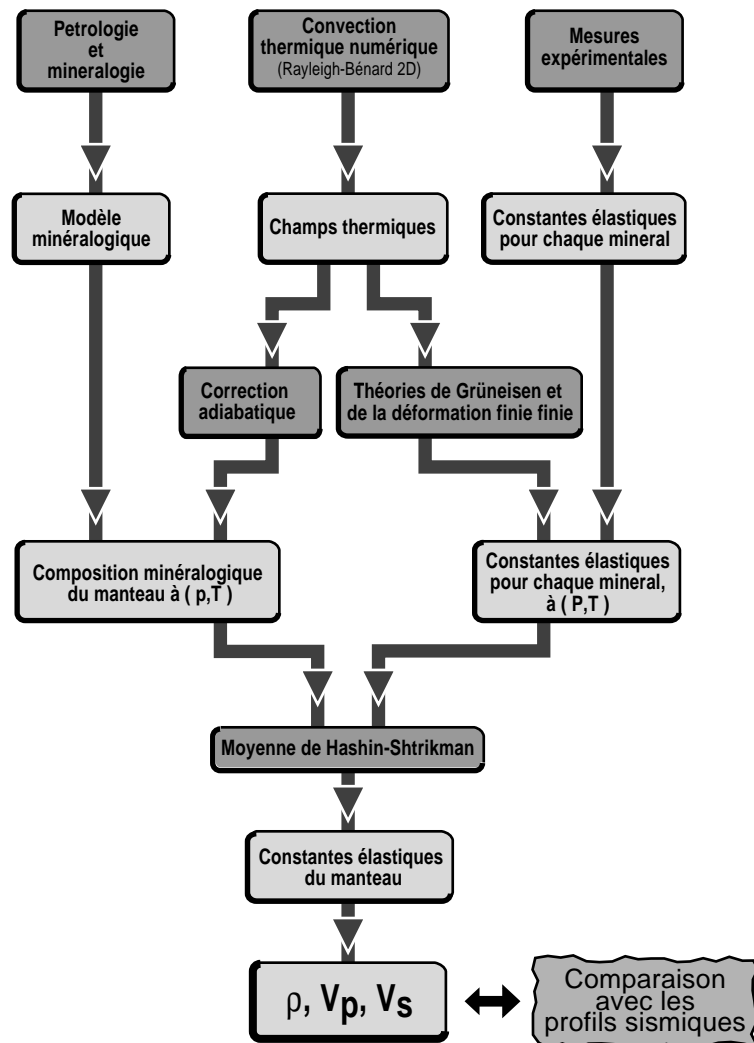 Petrologie
et
mineralogie
Convection
thermique numérique
(Rayleigh-Bénard 2D)
Mesures
expérimentales
Modèle
minéralogique
Champs thermiques
Constantes élastiques
pour chaque mineral
Correction
adiabatique
Théories de Grüneisen et
de la déformation finie finie
Composition minéralogique
du manteau à ( p,T )
Constantes élastiques
pour chaque mineral,
à ( P,T )
Moyenne de Hashin-Shtrikman
Constantes élastiques
du manteau
ρ, Vp, Vs
Comparaison
avec les
profils sismiques